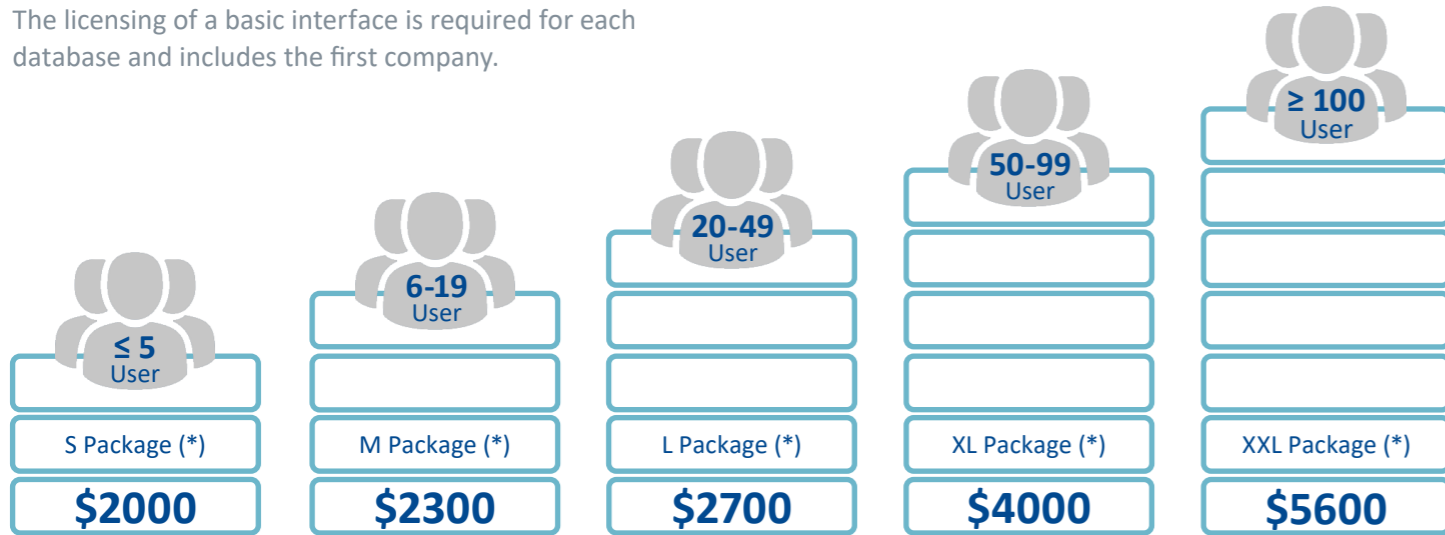 The licensing of a basic interface is required for each
database and includes the first company.
≤ 5
User
6-19
User
20-49
User
50-99
User
≥ 100
User
S Package (*)
M Package (*)
L Package (*)
XL Package (*)
XXL Package (*)
$2000
$2300
$2700
$4000
$5600